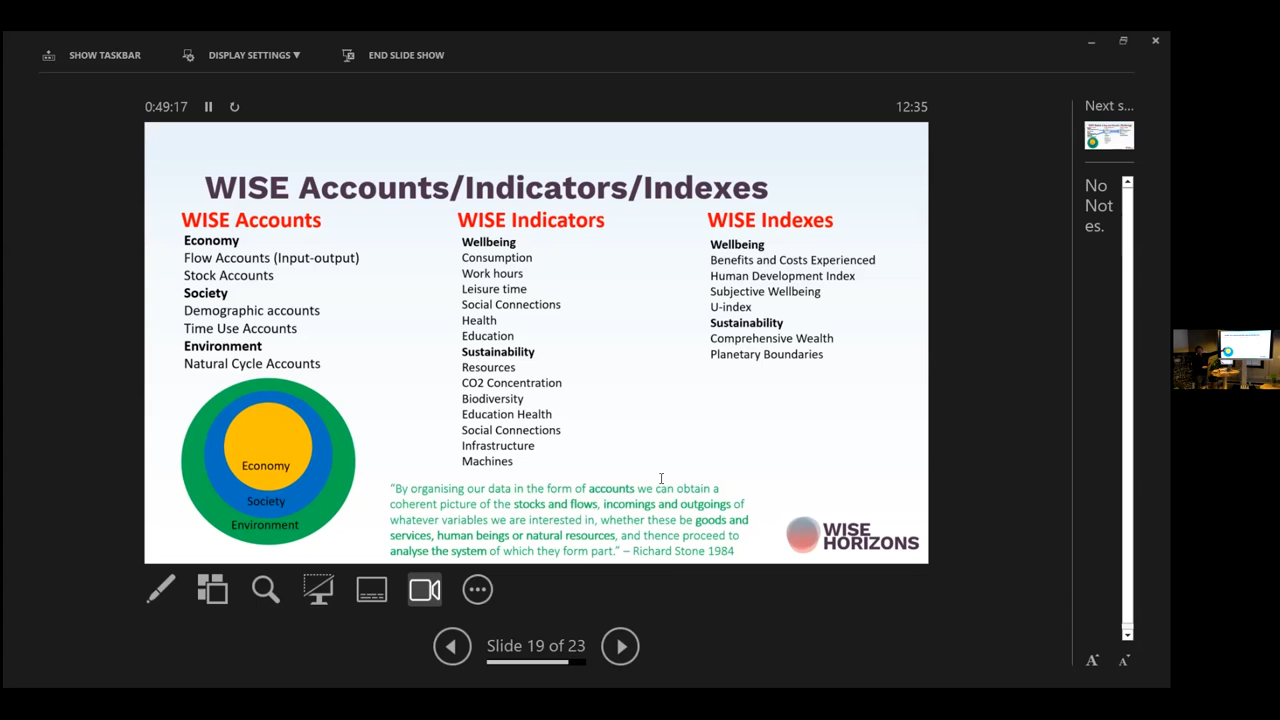 SHOW TASKBAR
DISPLAY SETTINGS ▼
END SLIDE SHOW
0:49:17
12:35
Next s...
WISE Accounts/Indicators/Indexes
WISE Accounts
Economy
Flow Accounts (Input-output)
Stock Accounts
Society
Demographic accounts
Time Use Accounts
Environment
Natural Cycle Accounts
Economy
Society
Environment
WISE Indicators
Wellbeing
Consumption
Work hours
Leisure time
Social Connections
Health
Education
Sustainability
Resources
CO2 Concentration
Biodiversity
Education Health
Social Connections
Infrastructure
Machines
WISE Indexes
Wellbeing
Benefits and Costs Experienced
Human Development Index
Subjective Wellbeing
U-index
Sustainability
Comprehensive Wealth
Planetary Boundaries
“By organising our data in the form of accounts we can obtain a
coherent picture of the stocks and flows, incomings and outgoings of
whatever variables we are interested in, whether these be goods and
services, human beings or natural resources, and thence proceed to
analyse the system of which they form part.” – Richard Stone 1984
WISE
HORIZONS
No
Not
es.
Slide 19 of 23
A
A